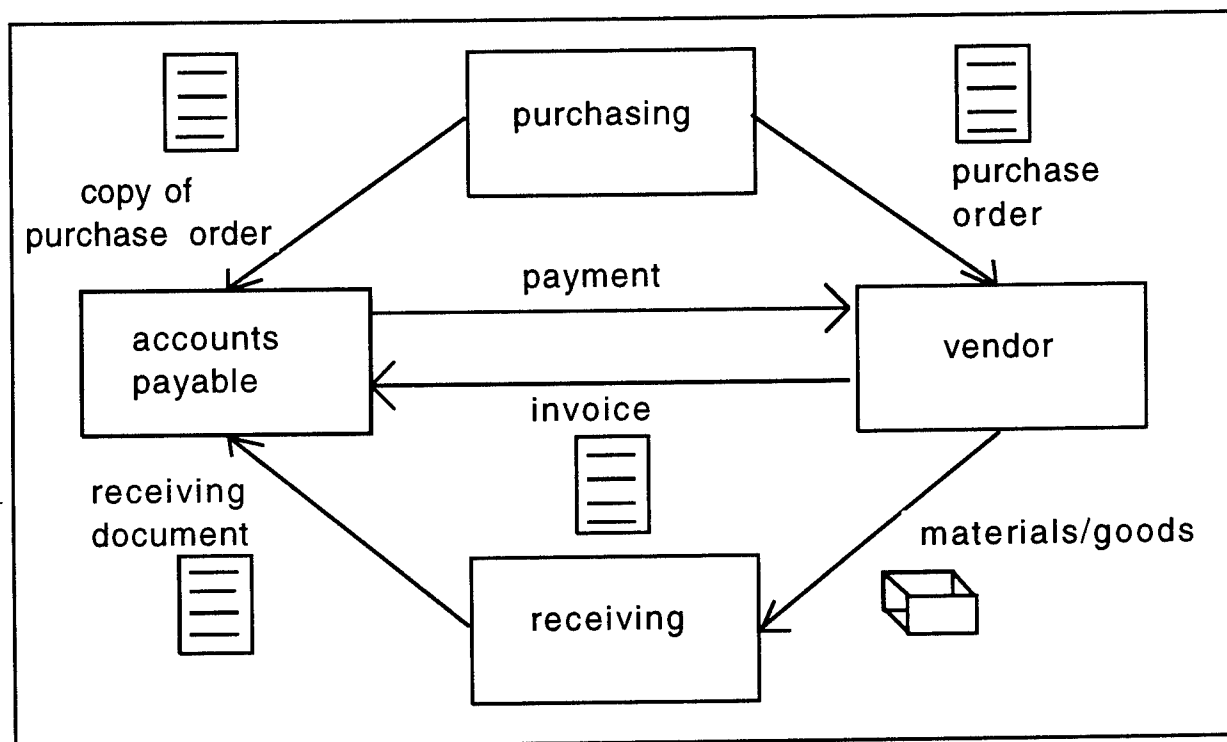 purchasing
copy of
purchase order
purchase
order
payment
accounts
payable
vendor
invoice
receiving
document
materials/goods
receiving